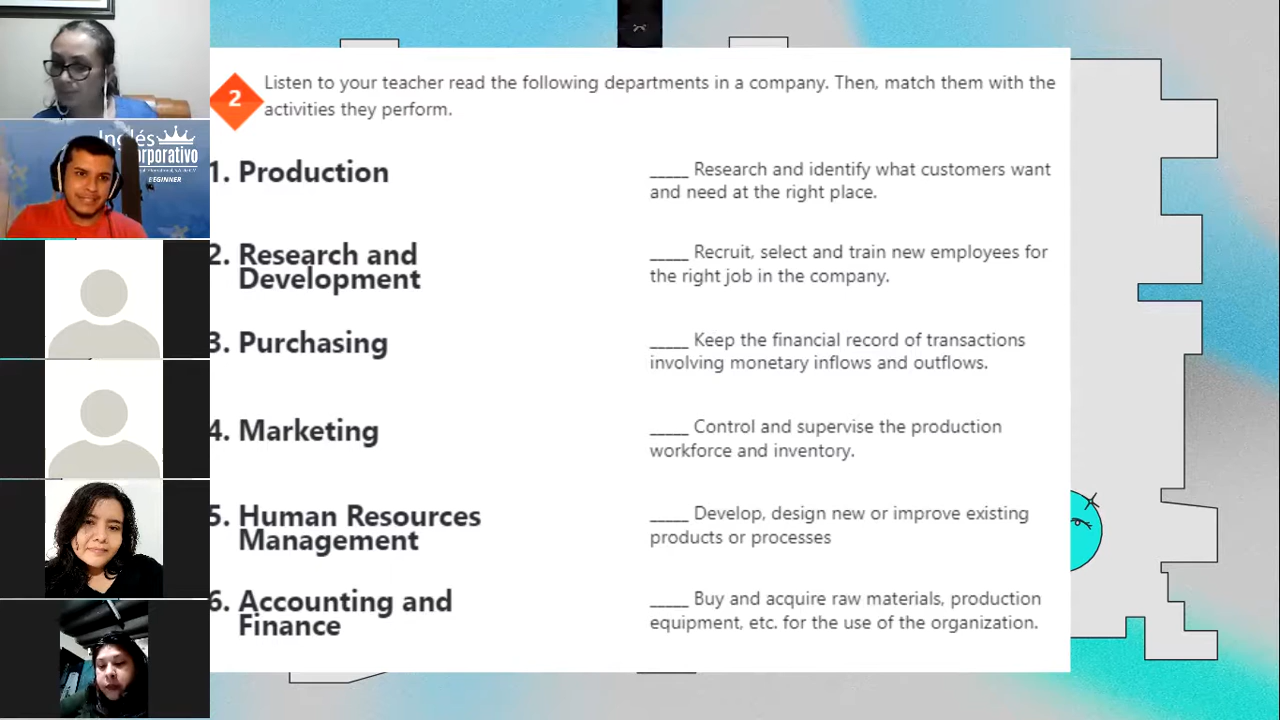 Inglés
orporativo
BEGINNER
2
Listen to your teacher read the following departments in a company. Then, match them with the
activities they perform.
1. Production
_____ Research and identify what customers want
and need at the right place.
2. Research and
Development
_____ Recruit, select and train new employees for
the right job in the company.
3. Purchasing
_____ Keep the financial record of transactions
involving monetary inflows and outflows.
4. Marketing
_____ Control and supervise the production
workforce and inventory.
5. Human Resources
Management
_____ Develop, design new or improve existing
products or processes
6. Accounting and
Finance
_____ Buy and acquire raw materials, production
equipment, etc. for the use of the organization.